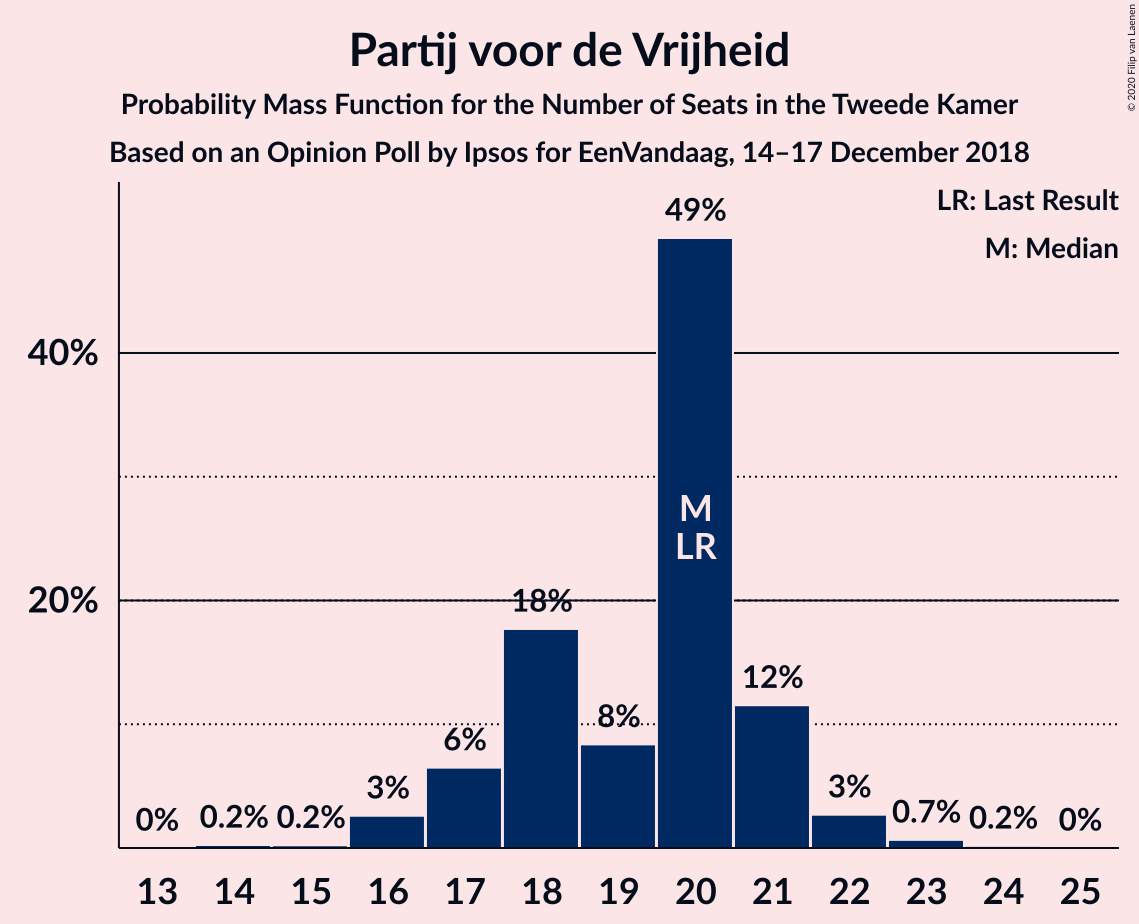 Partij voor de Vrijheid
Probability Mass Function for the Number of Seats in the Tweede Kamer
Based on an Opinion Poll by Ipsos for EenVandaag, 14–17 December 2018
© 2020 Filip van Laenen
LR: Last Result
M: Median
49%
40%
M
LR
20%
18%
12%
8%
6%
3%
3%
0% 0.2% 0.2% 0.7% 0.2% 0%
13 14 15 16 17 18 19 20 21 22 23 24 25